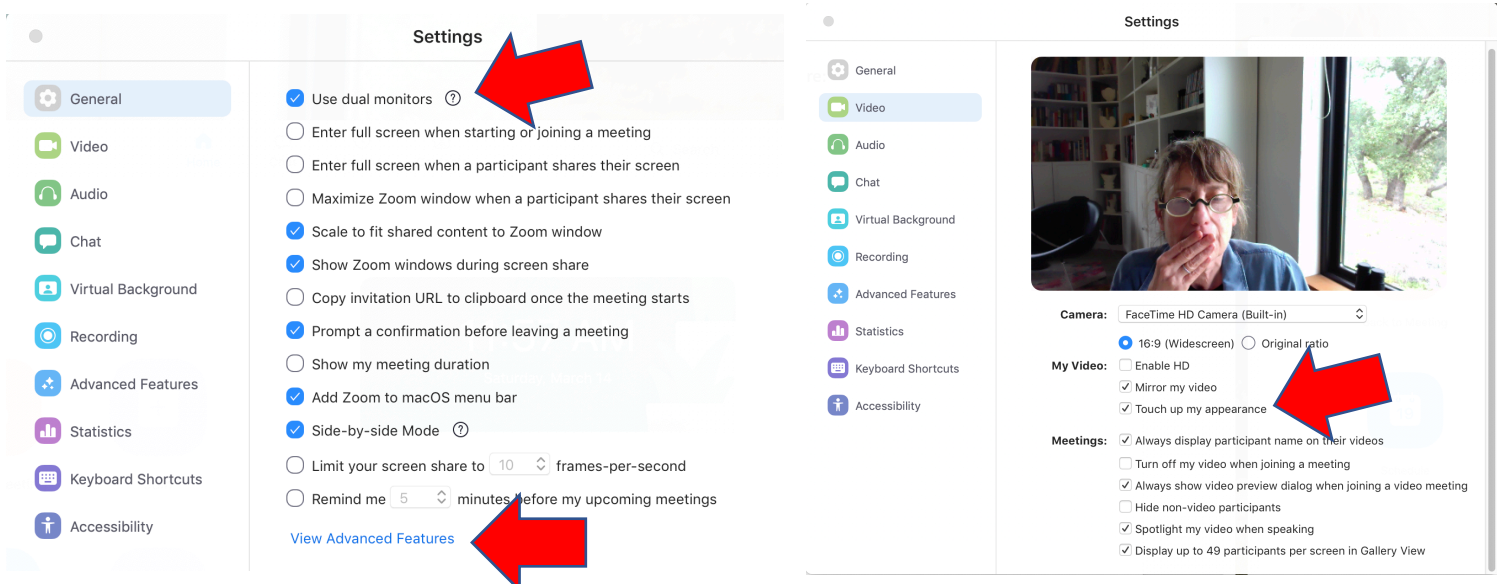 Settings
General
Video
Audio
Chat
Virtual Background
Recording
Advanced Features
Statistics
Keyboard Shortcuts
Accessibility
Use dual monitors ?
Enter full screen when starting or joining a meeting
Enter full screen when a participant shares their screen
Maximize Zoom window when a participant shares their screen
Scale to fit shared content to Zoom window
Show Zoom windows during screen share
Copy invitation URL to clipboard once the meeting starts
Prompt a confirmation before leaving a meeting
Show my meeting duration
Add Zoom to macOS menu bar
Side-by-side Mode ?
Limit your screen share to 10 frames-per-second
Remind me 5 minutes before my upcoming meetings
View Advanced Features
Settings
General
Video
Audio
Chat
Virtual Background
Recording
Advanced Features
Statistics
Keyboard Shortcuts
Accessibility
Camera: FaceTime HD Camera (Built-in)
16:9 (Widescreen) Original ratio
My Video: Enable HD
Mirror my video
Touch up my appearance
Meetings: Always display participant name on their videos
Turn off my video when joining a meeting
Always show video preview dialog when joining a video meeting
Hide non-video participants
Spotlight my video when speaking
Display up to 49 participants per screen in Gallery View